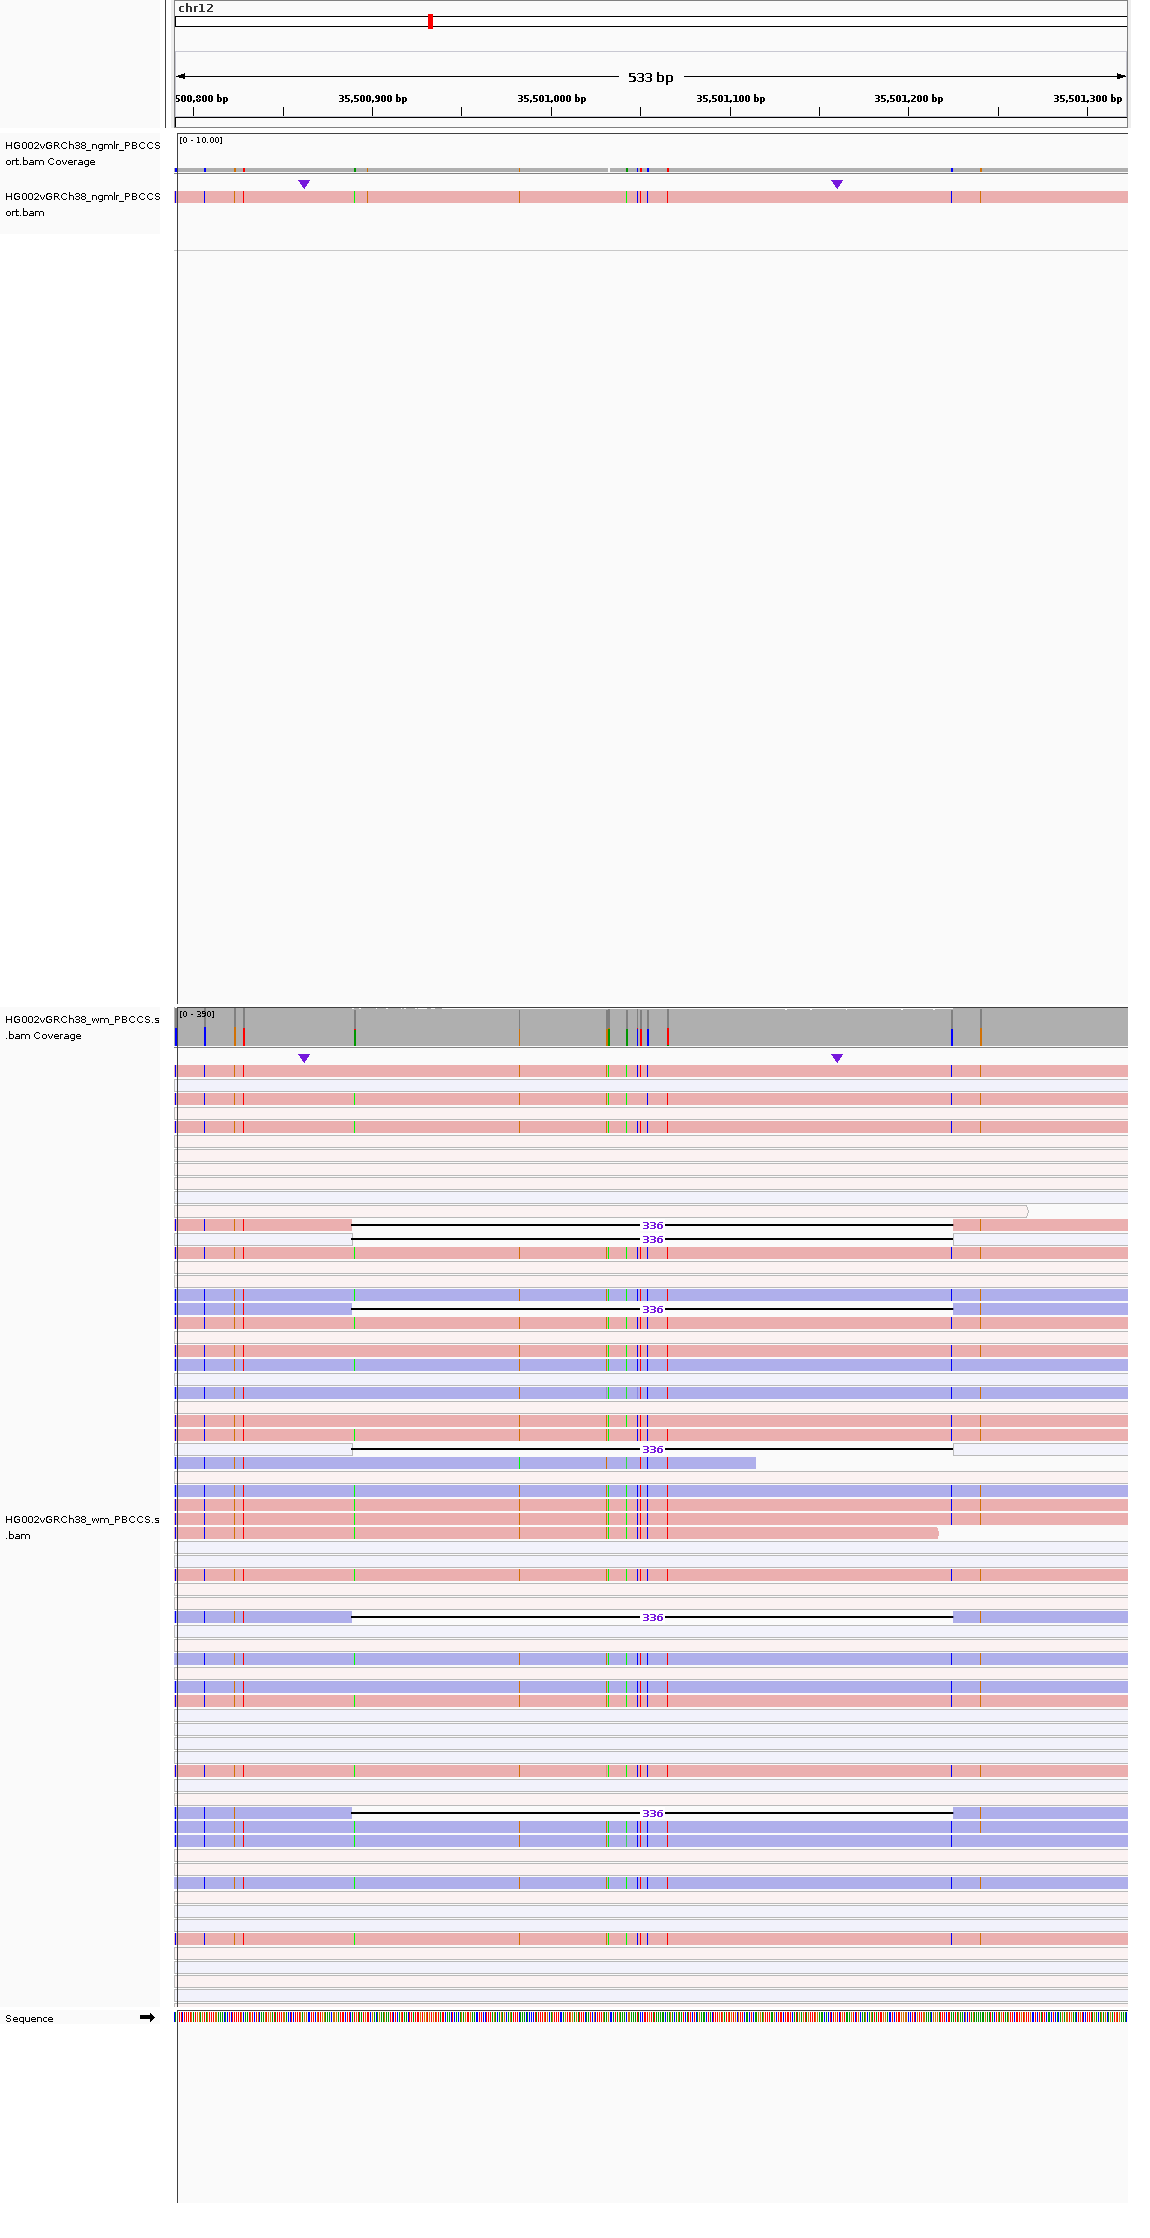 chr12
533 bp
500,800 bp 35,500,900 bp 35,501,000 bp 35,501,100 bp 35,501,200 bp 35,501,300 bp
HG002vGRCh38_ngmlr_PBCCS
ort.bam Coverage
[0 - 10.00]
HG002vGRCh38_ngmlr_PBCCS
ort.bam
HG002vGRCh38_wm_PBCCS.s
.bam Coverage
[0 - 390]
336
336
336
336
HG002vGRCh38_wm_PBCCS.s
.bam
336
336
Sequence